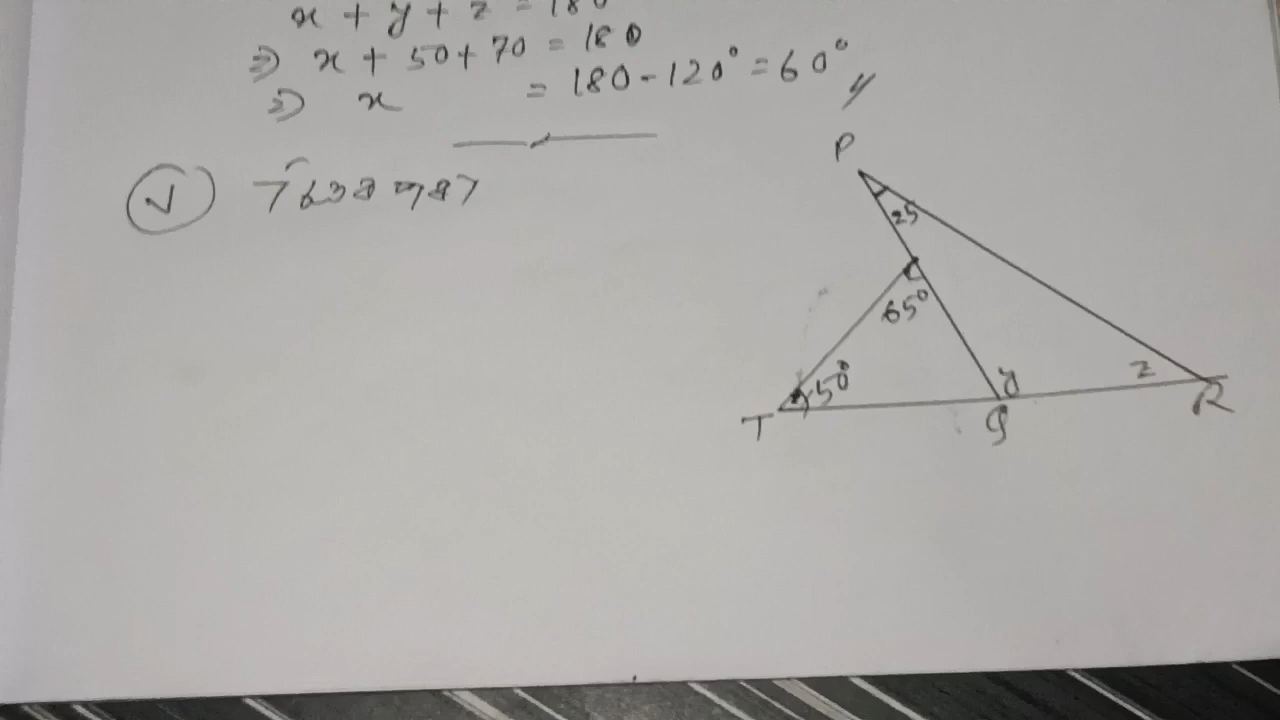 x + y + z = 180
⇒ x + 50 + 70 = 180
⇒ x = 180 - 120° = 60°
P
25
65°
50°
y
z
T
Q
R